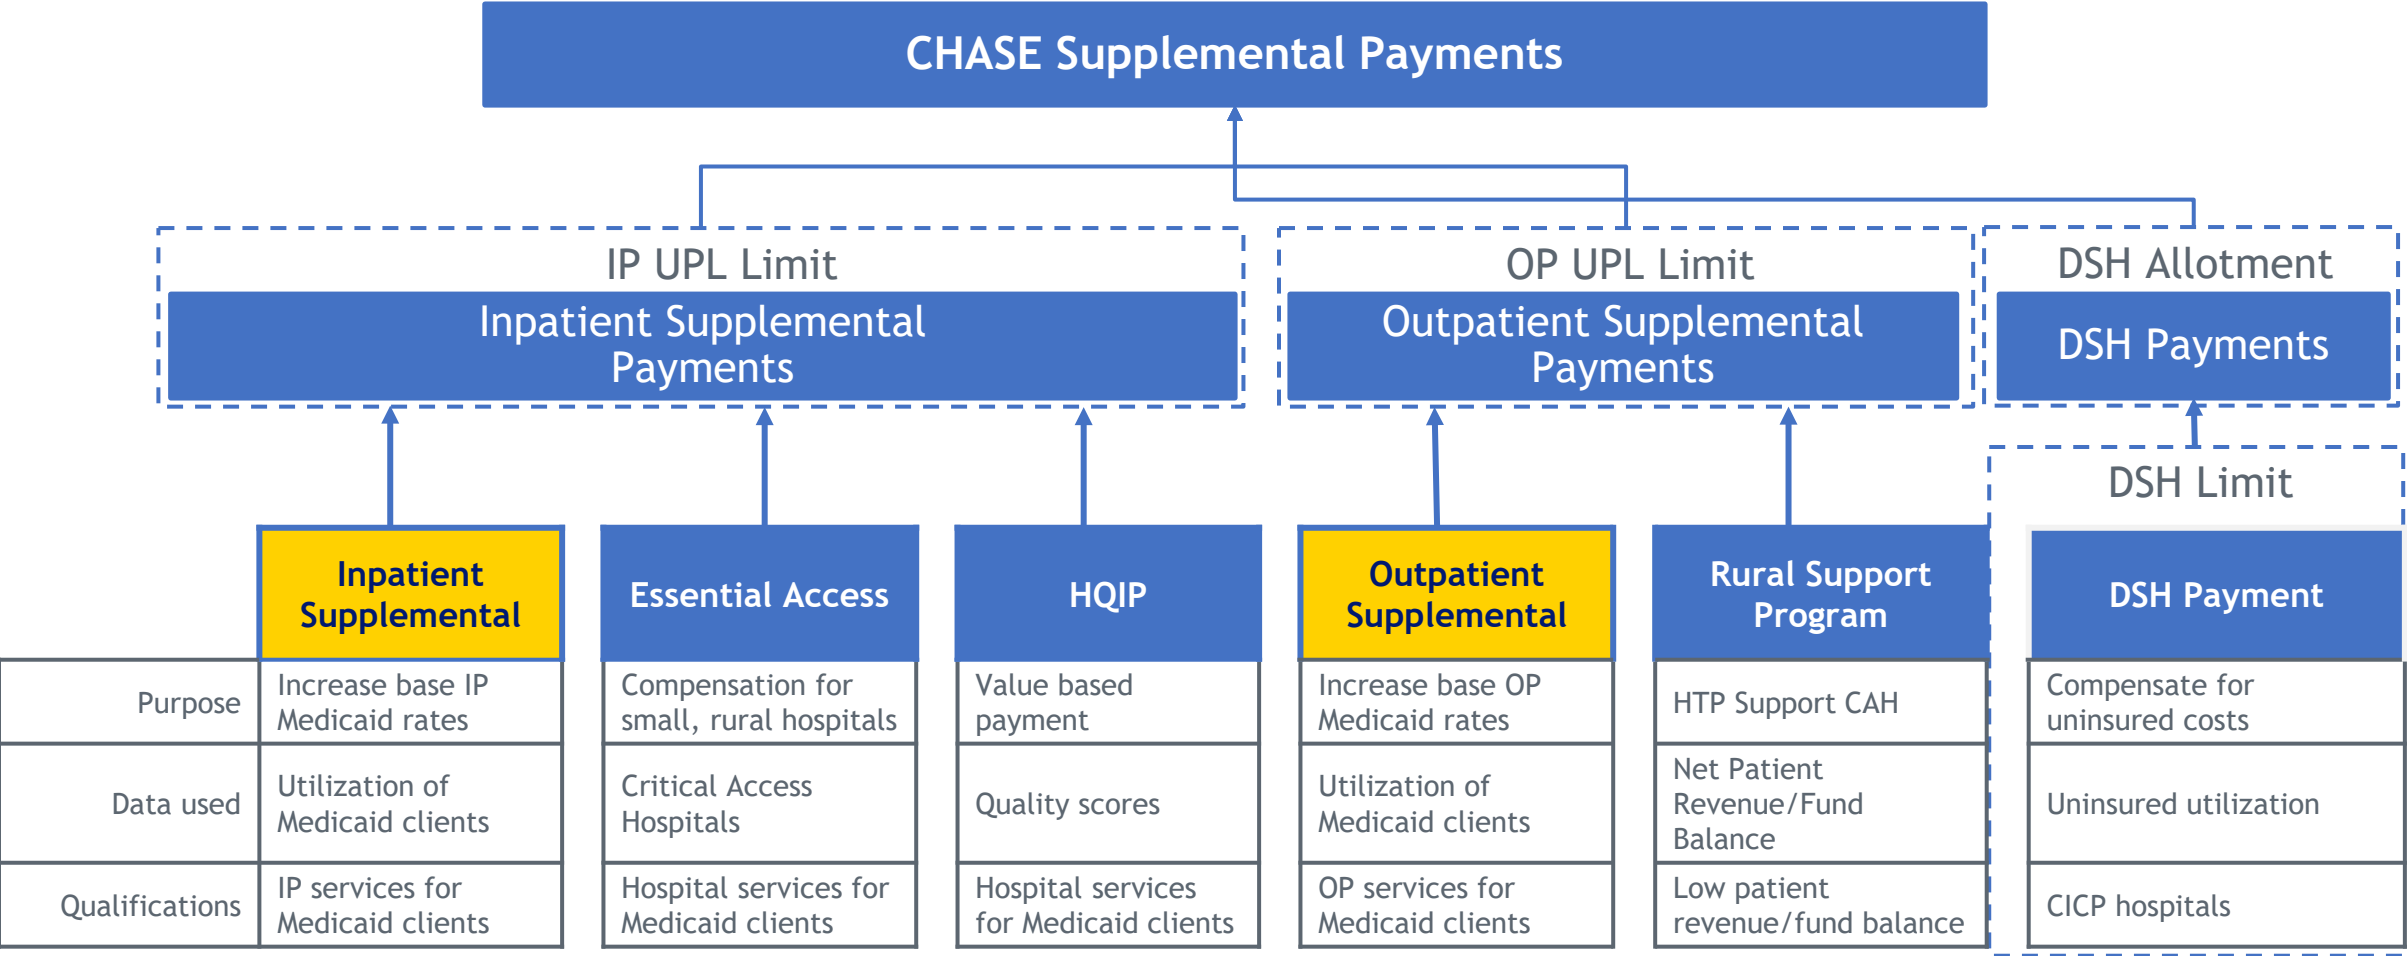 CHASE Supplemental Payments
IP UPL Limit
Inpatient Supplemental
Payments
OP UPL Limit
Outpatient Supplemental
Payments
DSH Allotment
DSH Payments
DSH Limit
Inpatient
Supplemental
Essential Access
HQIP
Outpatient
Supplemental
Rural Support
Program
DSH Payment
Purpose
Increase base IP
Medicaid rates
Compensation for
small, rural hospitals
Value based
payment
Increase base OP
Medicaid rates
HTP Support CAH
Compensate for
uninsured costs
Data used
Utilization of
Medicaid clients
Critical Access
Hospitals
Quality scores
Utilization of
Medicaid clients
Net Patient
Revenue/Fund
Balance
Uninsured utilization
Qualifications
IP services for
Medicaid clients
Hospital services for
Medicaid clients
Hospital services
for Medicaid clients
OP services for
Medicaid clients
Low patient
revenue/fund balance
CICP hospitals